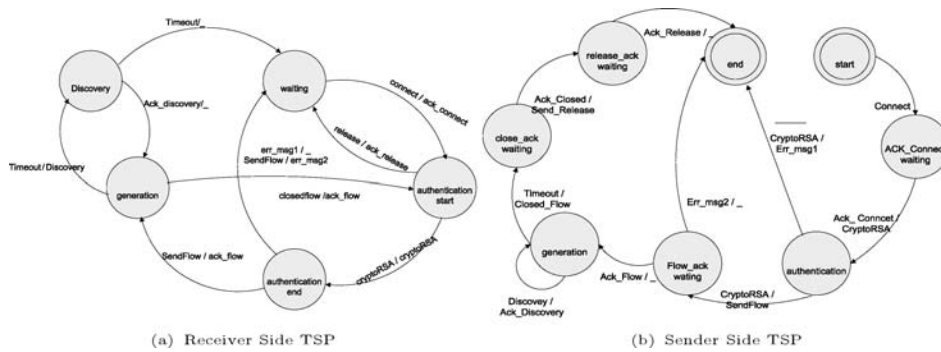 Timeout/_
Discovery
waiting
connect / ack_connect
Ack_discovery/_
release / ack_release
err_msg1 / _
SendFlow / err_msg2
Timeout/Discovery
generation
closedflow /ack_flow
authentication
start
SendFlow / ack_flow
cryptoRSA / cryptoRSA
authentication
end
(a) Receiver Side TSP
Ack_Release / _
release_ack
waiting
end
start
Ack_Closed /
Send_Release
Connect
close_ack
waiting
CryptoRSA /
Err_msg1
ACK_Connect
waiting
TImeout /
Closed_Flow
Err_msg2 / _
Ack_ Conncet /
CryptoRSA
generation
Flow_ack
wating
authentication
Ack_Flow / _
Discovey /
Ack_Discovery
CryptoRSA /
SendFlow
(b) Sender Side TSP